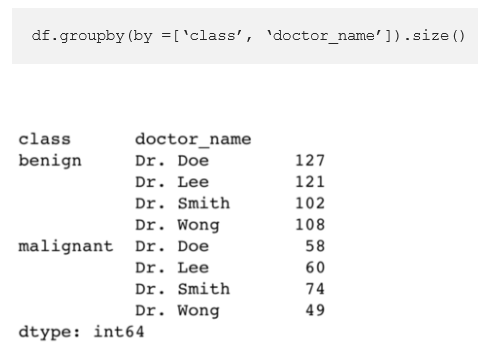 df.groupby(by =[‘class’, ‘doctor_name’]).size()
class doctor_name
benign Dr. Doe 127
Dr. Lee 121
Dr. Smith 102
Dr. Wong 108
malignant Dr. Doe 58
Dr. Lee 60
Dr. Smith 74
Dr. Wong 49
dtype: int64